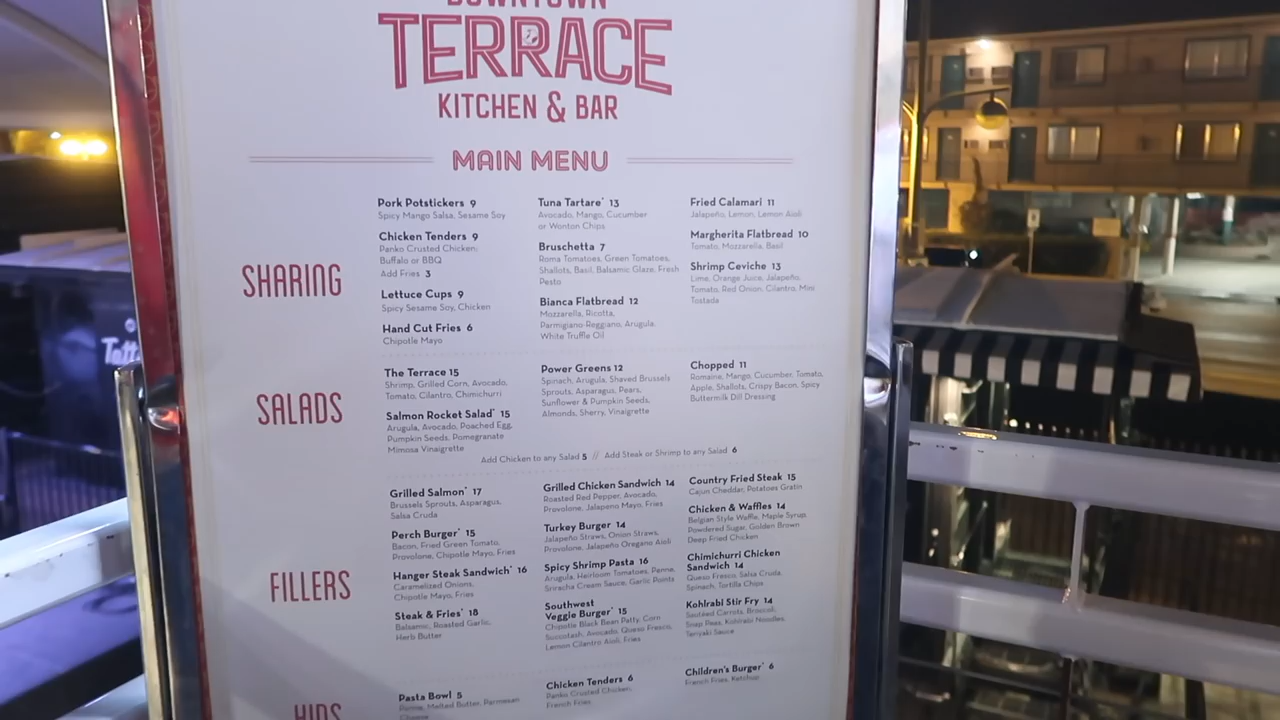 DOWNTOWN
TERRACE
KITCHEN & BAR
MAIN MENU
SHARING
Pork Potstickers 9
Spicy Mango Salsa, Sesame Soy
Chicken Tenders 9
Panko Crusted Chicken;
Buffalo or BBQ
Add Fries 3
Lettuce Cups 9
Spicy Sesame Soy, Chicken
Hand Cut Fries 6
Chipotle Mayo
Tuna Tartare* 13
Avocado, Mango, Cucumber
or Wonton Chips
Bruschetta 7
Roma Tomatoes, Green Tomatoes,
Shallots, Basil, Balsamic Glaze, Fresh
Pesto
Bianca Flatbread 12
Mozzarella, Ricotta,
Parmigiano-Reggiano, Arugula,
White Truffle Oil
Fried Calamari 11
Jalapeño, Lemon, Lemon Aioli
Margherita Flatbread 10
Tomato, Mozzarella, Basil
Shrimp Ceviche 13
Lime, Orange Juice, Jalapeño,
Tomato, Red Onion, Cilantro, Mini
Tostada
SALADS
The Terrace 15
Shrimp, Grilled Corn, Avocado,
Tomato, Cilantro, Chimichurri
Salmon Rocket Salad* 15
Arugula, Avocado, Poached Egg,
Pumpkin Seeds, Pomegranate
Mimosa Vinaigrette
Power Greens 12
Spinach, Arugula, Shaved Brussels
Sprouts, Asparagus, Pears,
Sunflower & Pumpkin Seeds,
Almonds, Sherry, Vinaigrette
Chopped 11
Romaine, Mango, Cucumber, Tomato,
Apple, Shallots, Crispy Bacon, Spicy
Buttermilk Dill Dressing
Add Chicken to any Salad 5 // Add Steak or Shrimp to any Salad 6
FILLERS
Grilled Salmon* 17
Brussels Sprouts, Asparagus,
Salsa Cruda
Perch Burger* 15
Bacon, Fried Green Tomato,
Provolone, Chipotle Mayo, Fries
Hanger Steak Sandwich* 16
Caramelized Onions,
Chipotle Mayo, Fries
Steak & Fries* 18
Balsamic, Roasted Garlic,
Herb Butter
Grilled Chicken Sandwich 14
Roasted Red Pepper, Avocado,
Provolone, Jalapeno Mayo, Fries
Turkey Burger 14
Jalapeño Straws, Onion Straws,
Provolone, Jalapeño Oregano Aioli
Spicy Shrimp Pasta 16
Arugula, Heirloom Tomatoes, Penne,
Sriracha Cream Sauce, Garlic Points
Southwest
Veggie Burger* 15
Chipotle Black Bean Patty, Corn
Succotash, Avocado, Queso Fresco,
Lemon Cilantro Aioli, Fries
Country Fried Steak 15
Cajun Cheddar, Potatoes Gratin
Chicken & Waffles 14
Belgian Style Waffle, Maple Syrup,
Powdered Sugar, Golden Brown
Deep Fried Chicken
Chimichurri Chicken
Sandwich 14
Queso Fresco, Salsa Cruda,
Spinach, Tortilla Chips
Kohlrabi Stir Fry 14
Sautéed Carrots, Broccoli,
Snap Peas, Kohlrabi Noodles,
Teriyaki Sauce
KIDS
Pasta Bowl 5
Penne, Melted Butter, Parmesan
Cheese
Chicken Tenders 6
Panko Crusted Chicken,
French Fries
Children's Burger* 6
French Fries, Ketchup